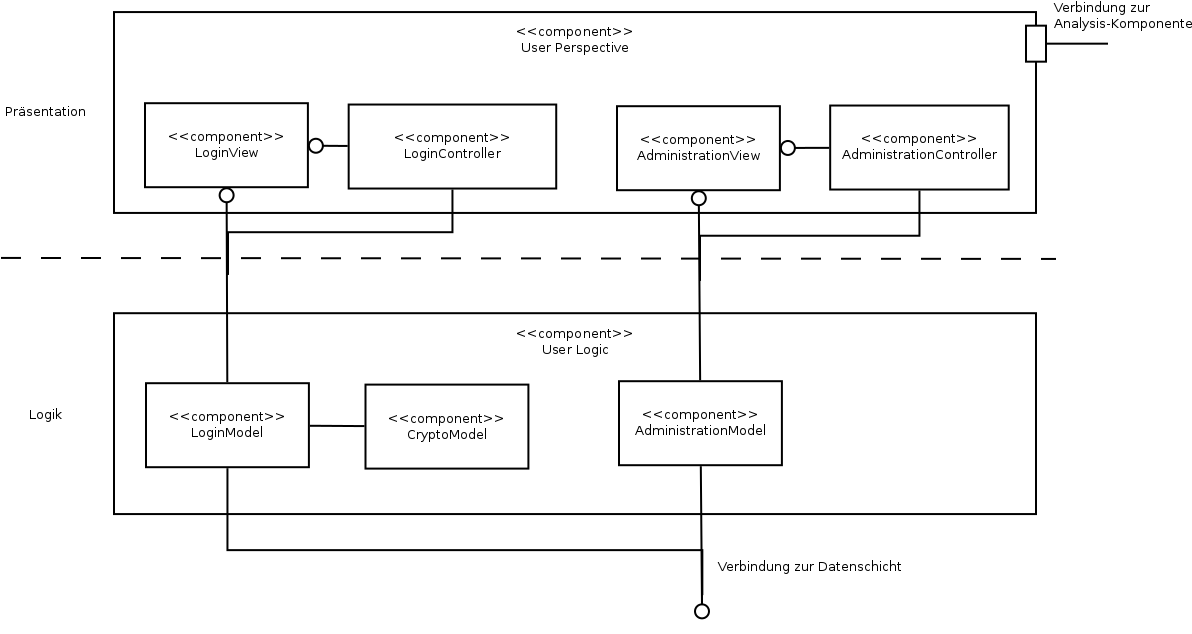 Verbindung zur
Analysis-Komponente
<<component>>
User Perspective
Präsentation
<<component>>
LoginView
<<component>>
LoginController
<<component>>
AdministrationView
<<component>>
AdministrationController
<<component>>
User Logic
Logik
<<component>>
LoginModel
<<component>>
CryptoModel
<<component>>
AdministrationModel
Verbindung zur Datenschicht